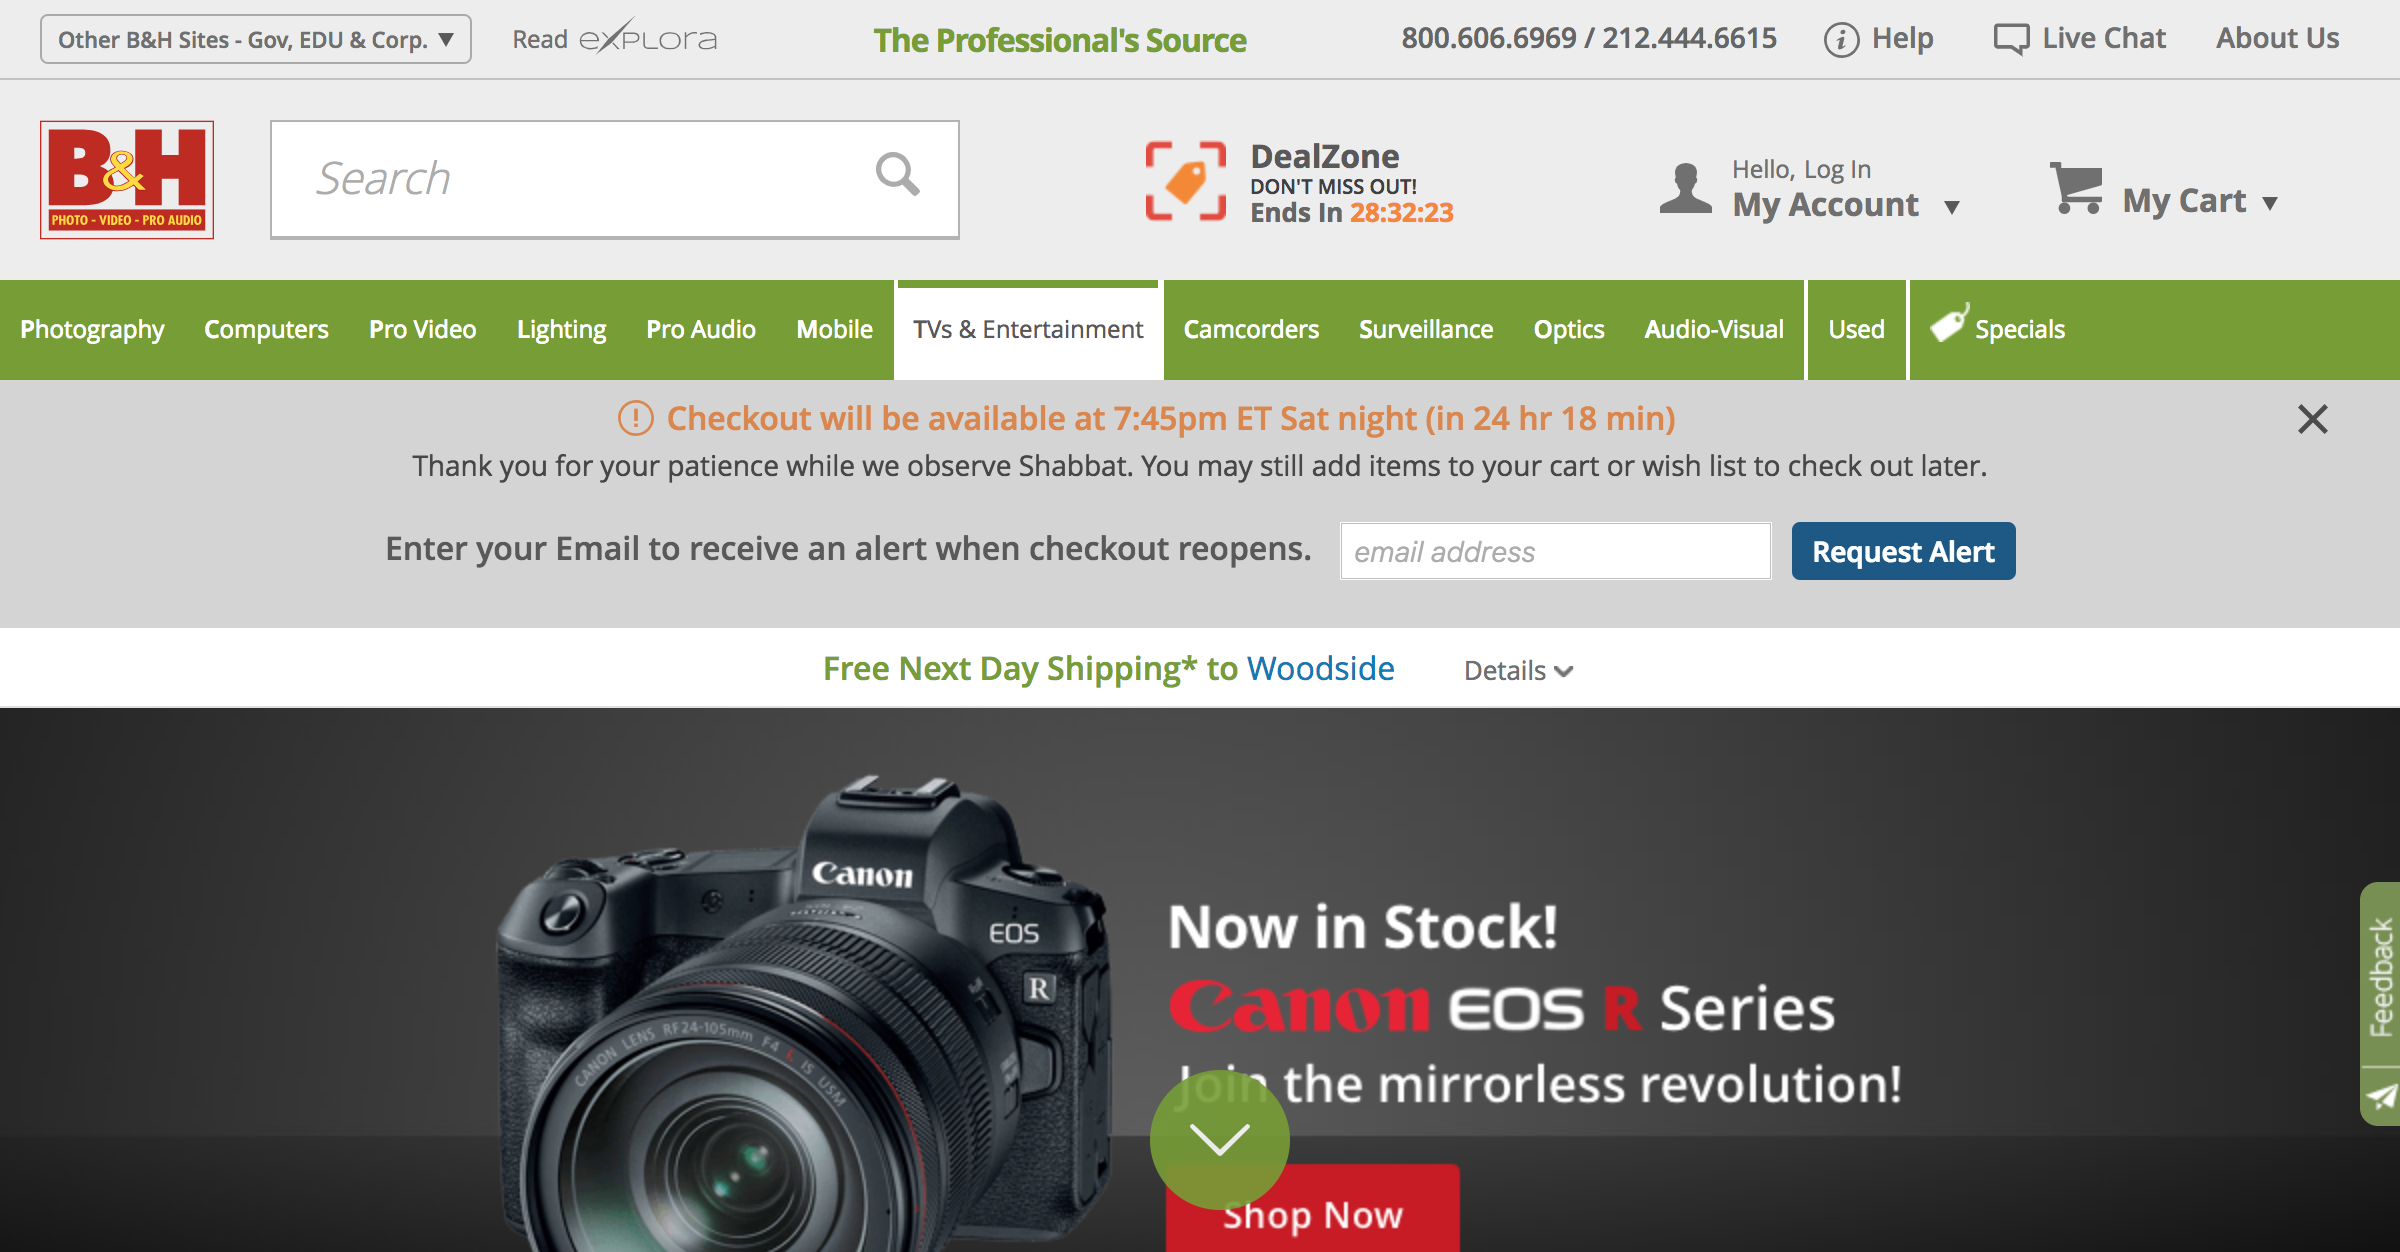 Other B&H Sites - Gov, EDU & Corp. ▼
Read explora
The Professional's Source
800.606.6969 / 212.444.6615
Help
Live Chat
About Us
B&H
PHOTO - VIDEO - PRO AUDIO
Search
DealZone
DON'T MISS OUT!
Ends In 28:32:23
Hello, Log In
My Account ▼
My Cart ▼
Photography
Computers
Pro Video
Lighting
Pro Audio
Mobile
TVs & Entertainment
Camcorders
Surveillance
Optics
Audio-Visual
Used
Specials
Checkout will be available at 7:45pm ET Sat night (in 24 hr 18 min)
Thank you for your patience while we observe Shabbat. You may still add items to your cart or wish list to check out later.
Enter your Email to receive an alert when checkout reopens.
email address
Request Alert
Free Next Day Shipping* to Woodside
Details
Canon
EOS
R
CANON LENS RF 24-105mm F4 L IS USM
Now in Stock!
Canon EOS R Series
Join the mirrorless revolution!
Shop Now
Feedback